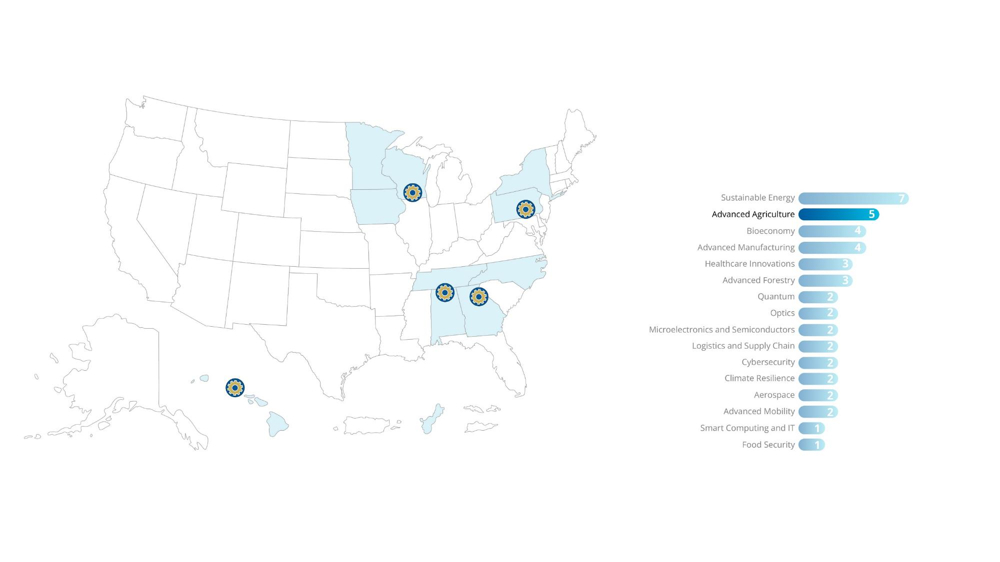 Sustainable Energy 7
Advanced Agriculture 5
Bioeconomy 4
Advanced Manufacturing 4
Healthcare Innovations 3
Advanced Forestry 3
Quantum 2
Optics 2
Microelectronics and Semiconductors 2
Logistics and Supply Chain 2
Cybersecurity 2
Climate Resilience 2
Aerospace 2
Advanced Mobility 2
Smart Computing and IT 1
Food Security 1